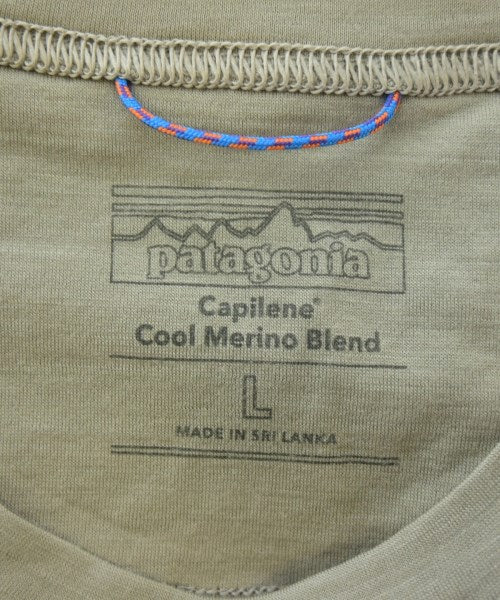 patagonia
Capilene®
Cool Merino Blend
L
MADE IN SRI LANKA